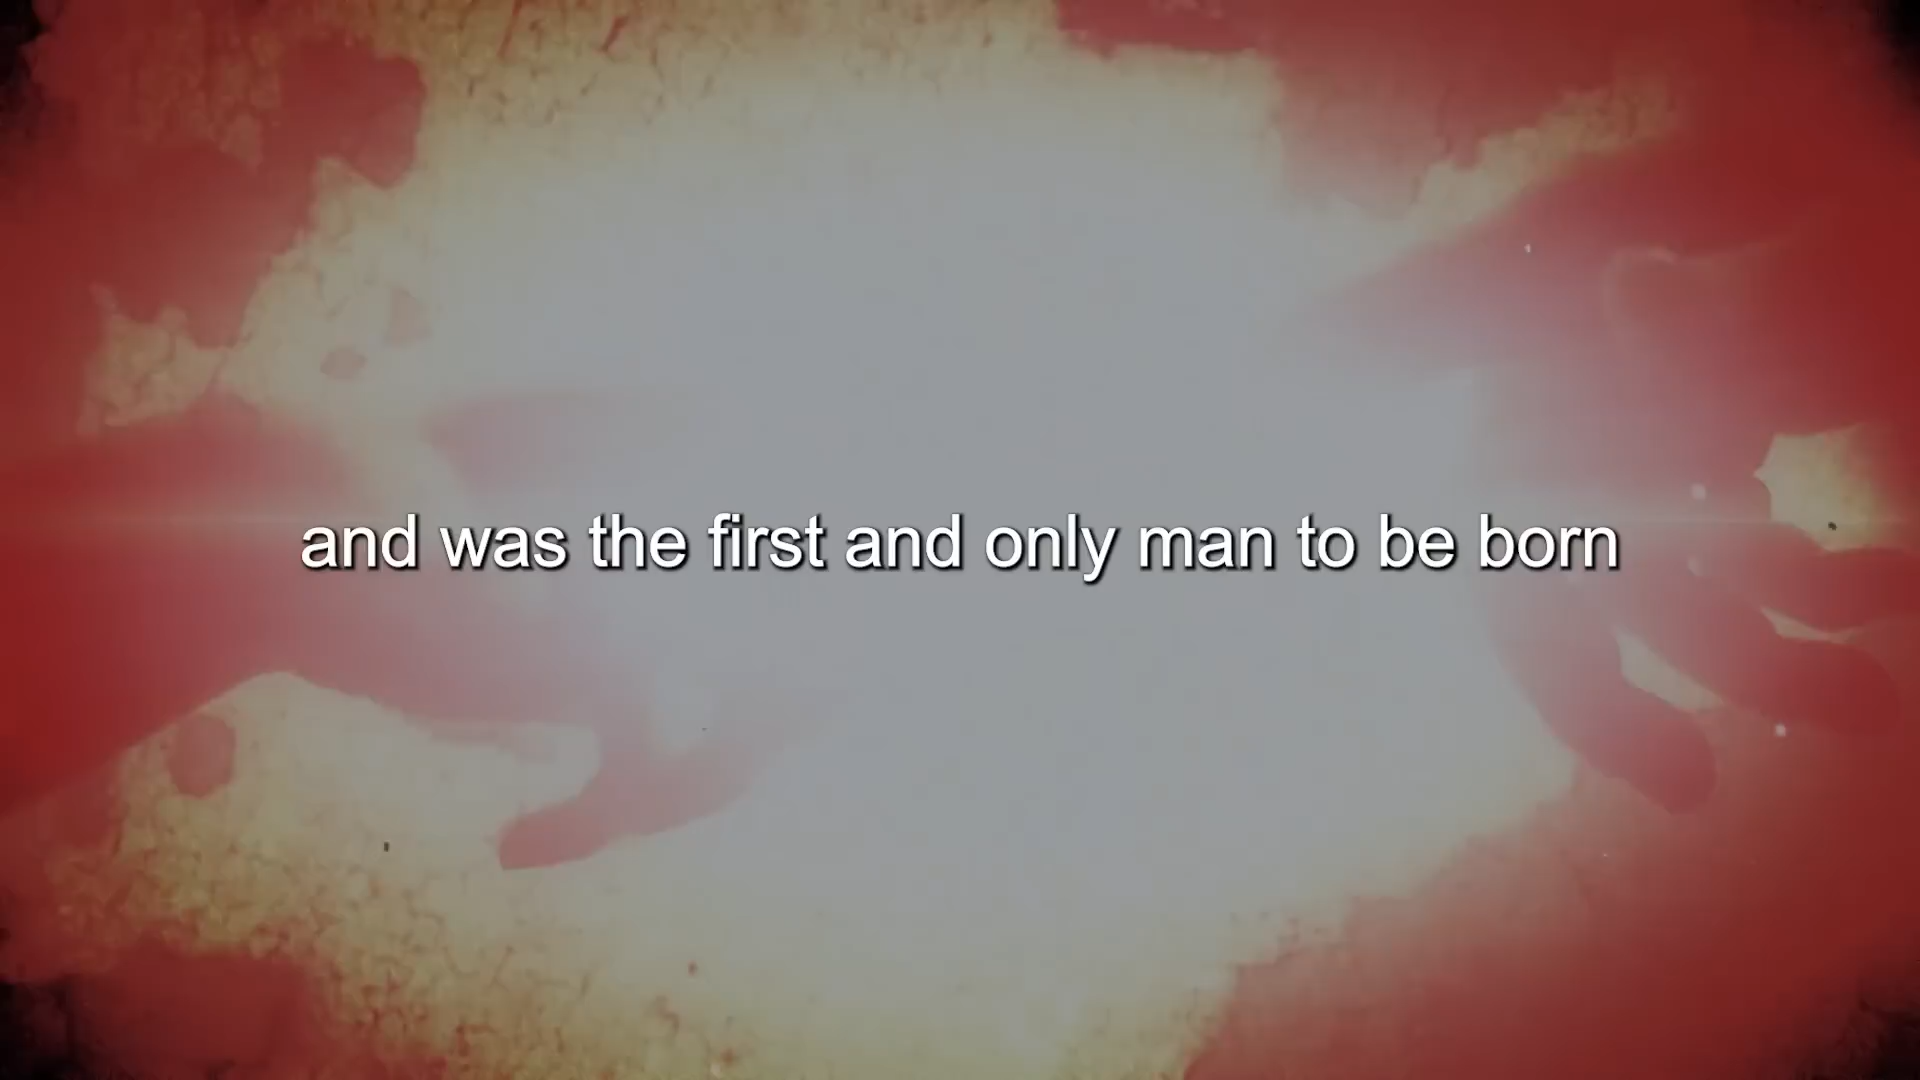 and was the first and only man to be born